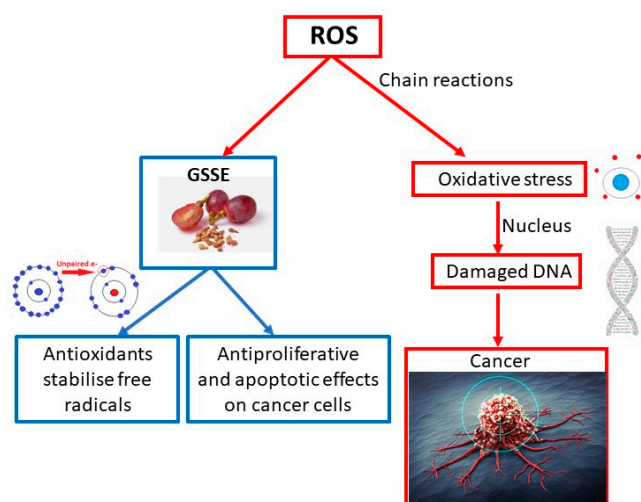 ROS
Chain reactions
GSSE
Oxidative stress
Nucleus
Unpaired e-
Damaged DNA
Antioxidants
stabilise free
radicals
Antiproliferative
and apoptotic effects
on cancer cells
Cancer